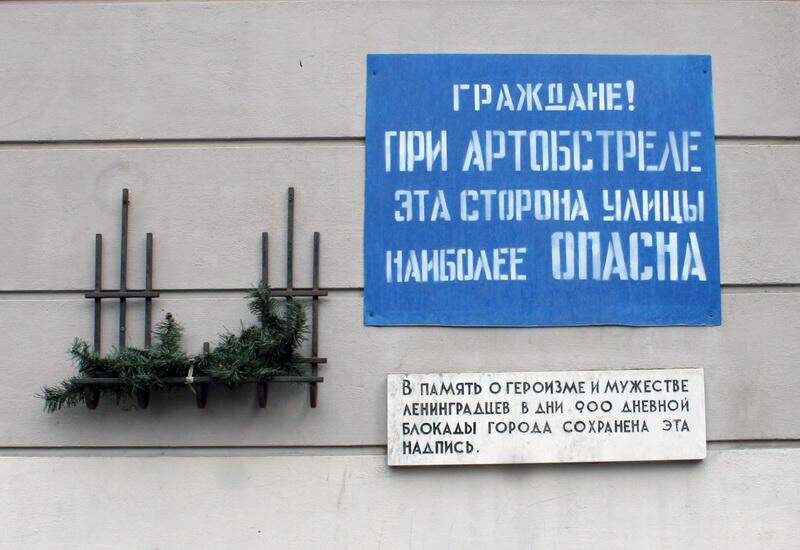 ГРАЖДАНЕ!
ПРИ АРТОБСТРЕЛЕ
ЭТА СТОРОНА УЛИЦЫ
НАИБОЛЕЕ ОПАСНА
В ПАМЯТЬ О ГЕРОИЗМЕ И МУЖЕСТВЕ
ЛЕНИНГРАДЦЕВ В ДНИ 900 ДНЕВНОЙ
БЛОКАДЫ ГОРОДА СОХРАНЕНА ЭТА
НАДПИСЬ.